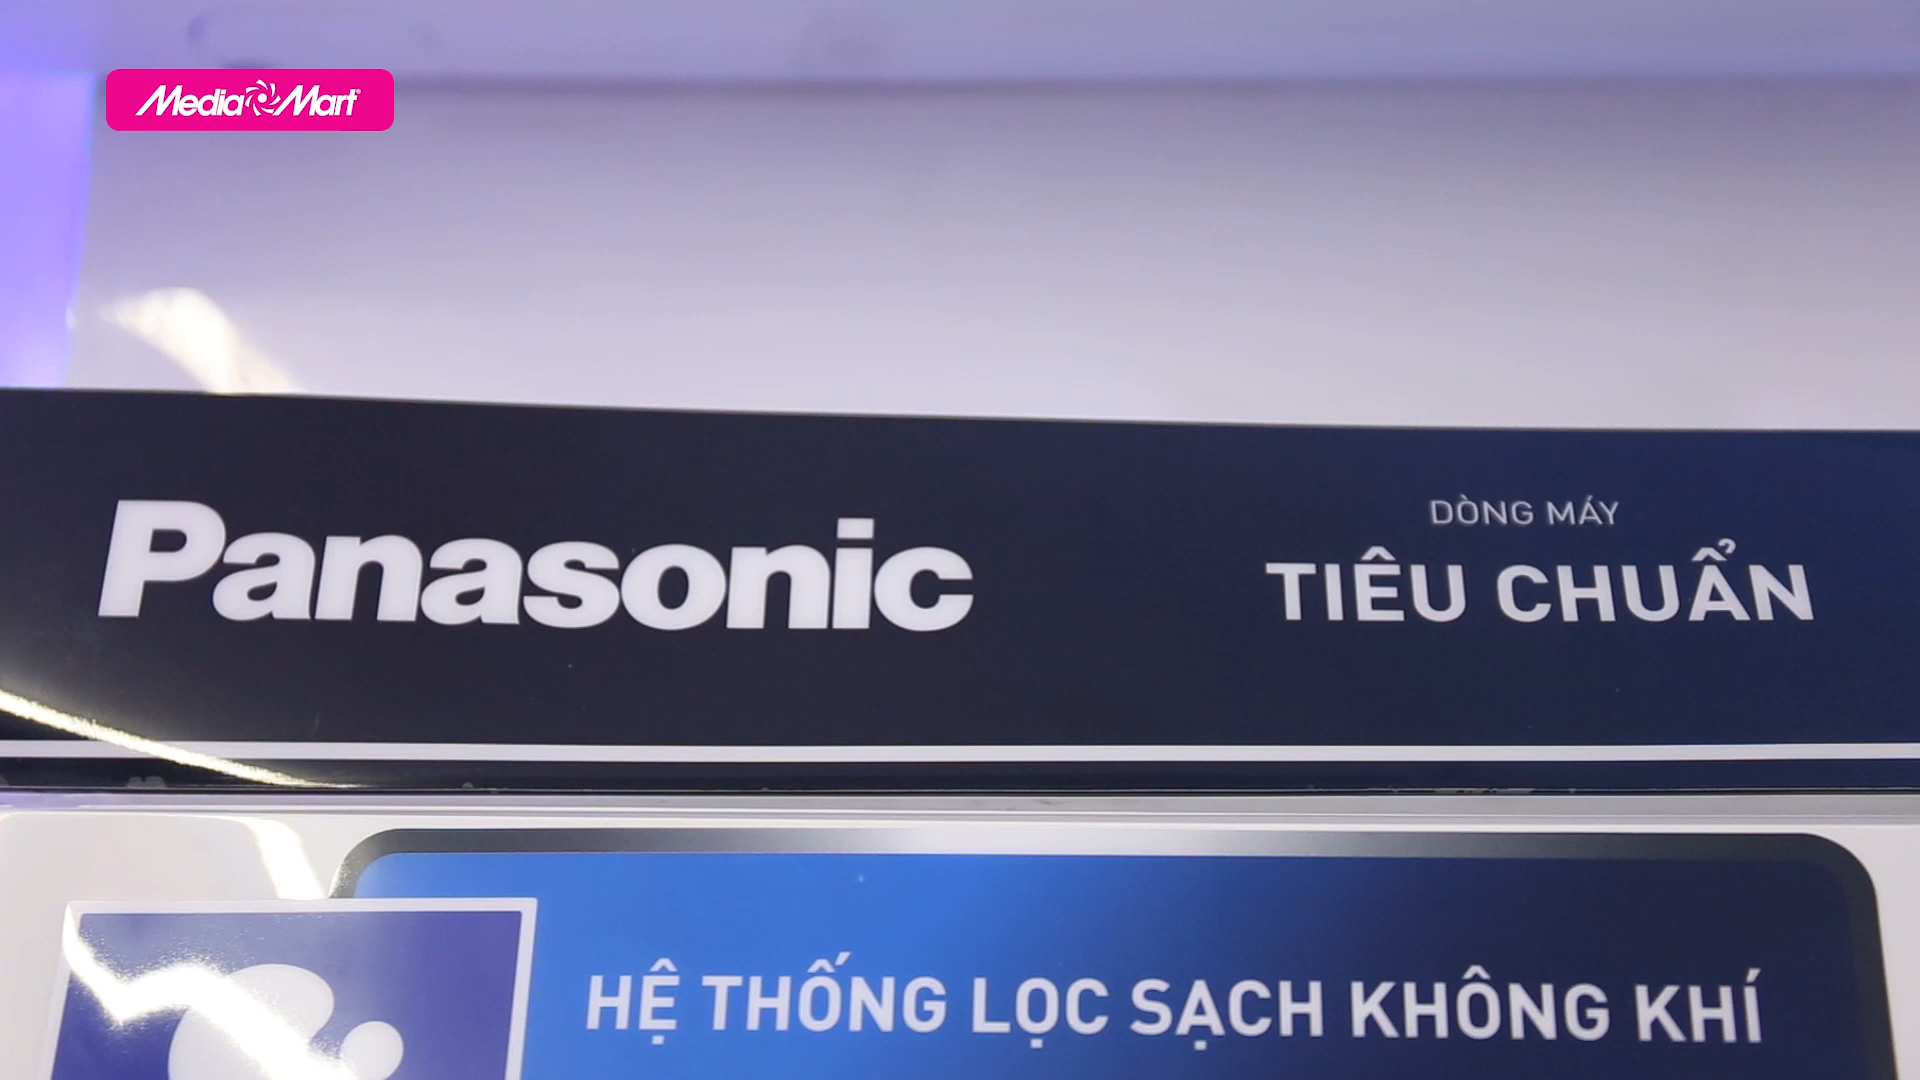 MediaMart
Panasonic
DÒNG MÁY
TIÊU CHUẨN
HỆ THỐNG LỌC SẠCH KHÔNG KHÍ